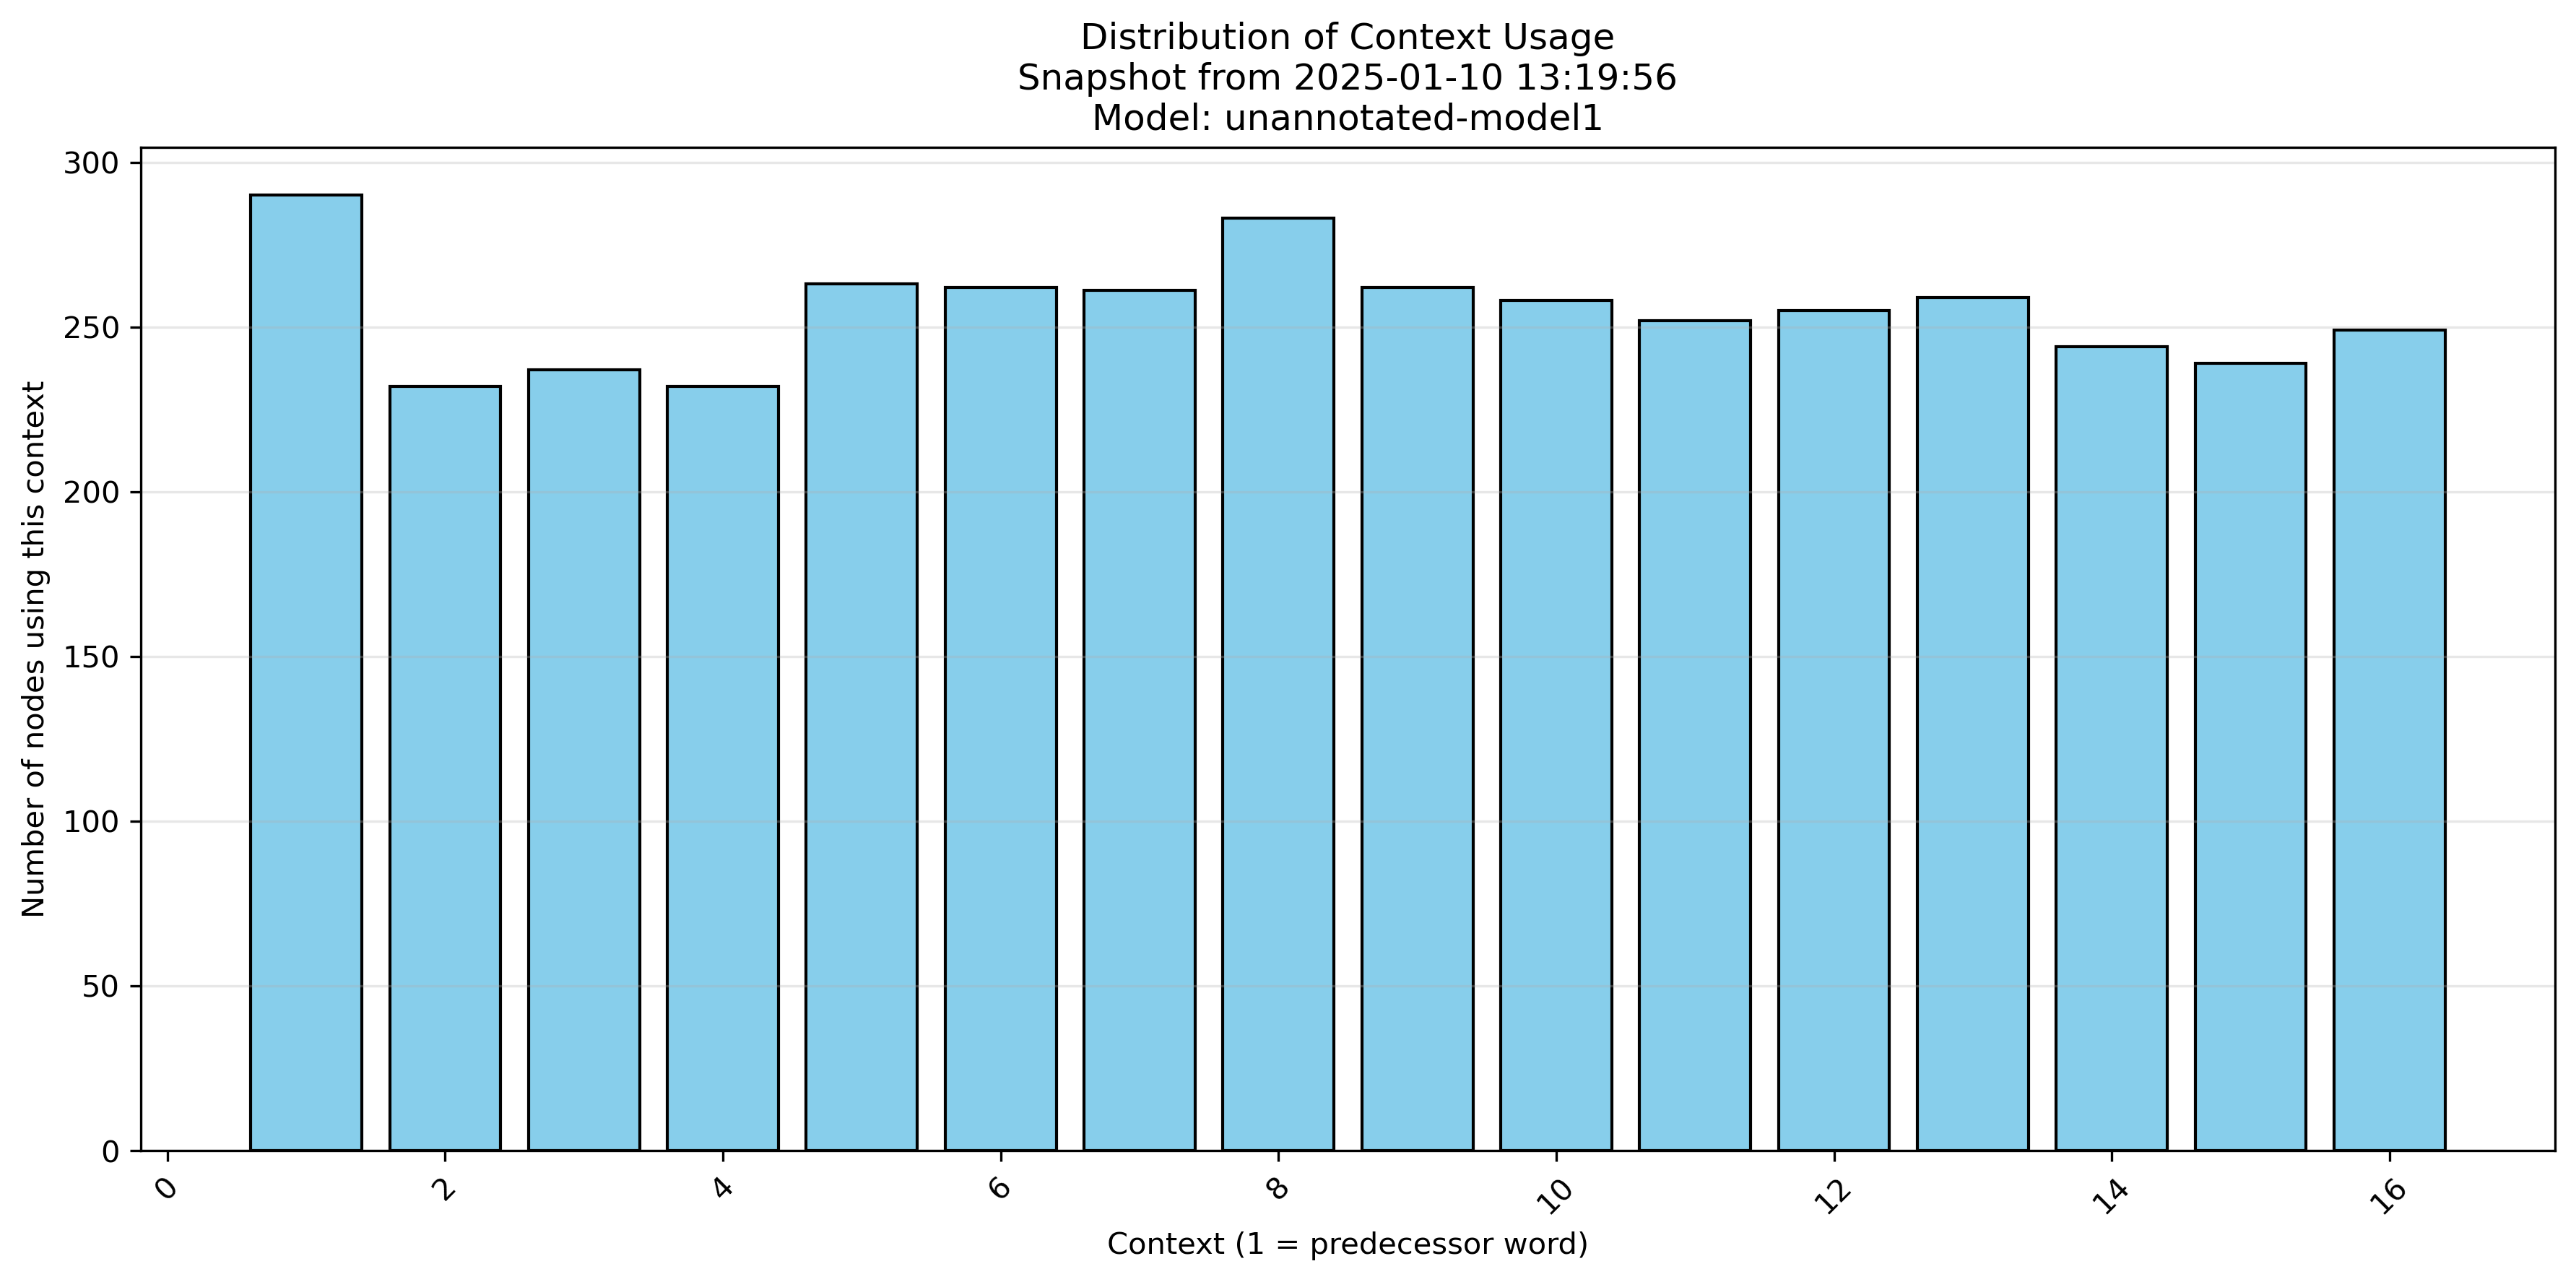 Distribution of Context Usage
Snapshot from 2025-01-10 13:19:56
Model: unannotated-model1
Number of nodes using this context
300
250
200
150
100
50
0
0 2 4 6 8 10 12 14 16
Context (1 = predecessor word)